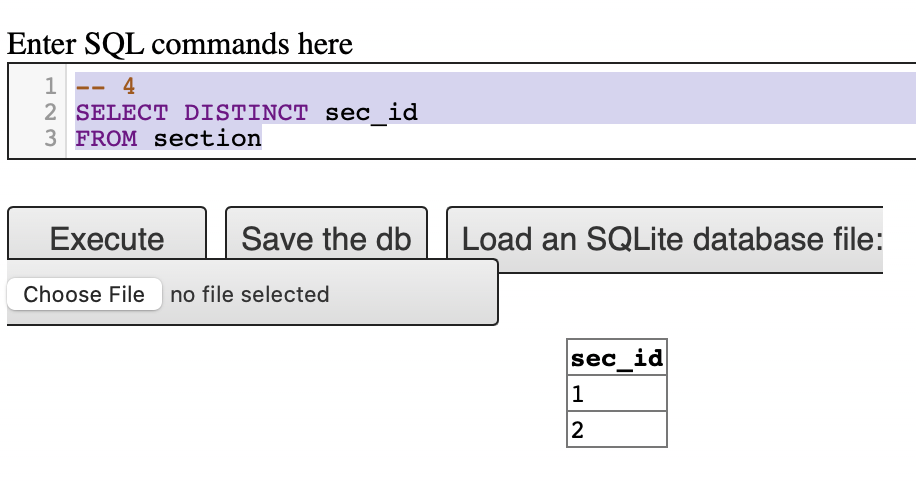 Enter SQL commands here
1 -- 4
2 SELECT DISTINCT sec_id
3 FROM section
Execute Save the db Load an SQLite database file:
Choose File no file selected
sec_id
1
2